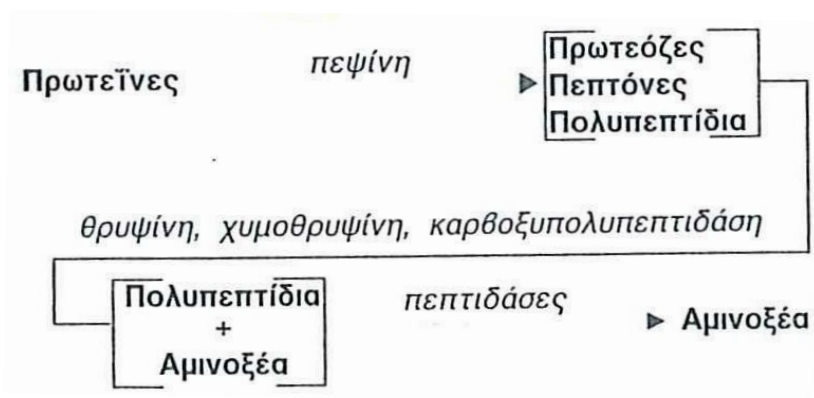 Πρωτεΐνες
πεψίνη
Πρωτεόζες
Πεπτόνες
Πολυπεπτίδια
θρυψίνη, χυμοθρυψίνη, καρβοξυπολυπεπτιδάση
Πολυπεπτίδια
+
Αμινοξέα
πεπτιδάσες
Αμινοξέα